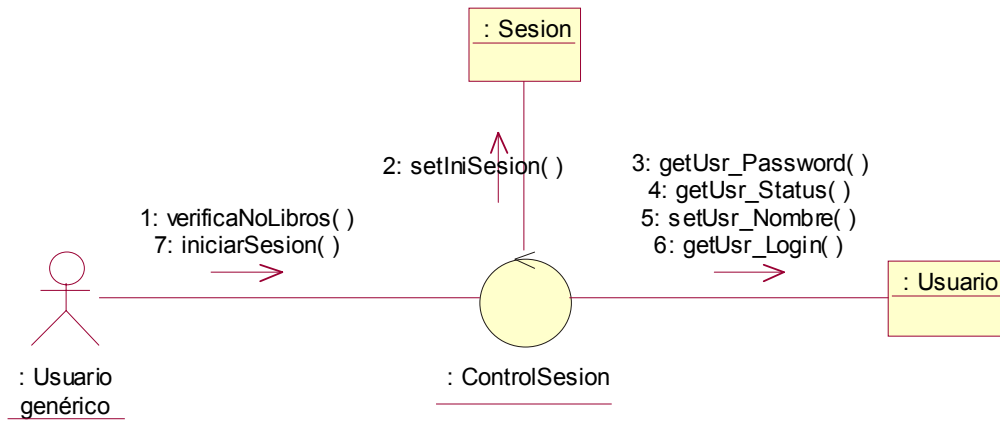 : Sesion
2: setIniSesion( )
3: getUsr_Password( )
4: getUsr_Status( )
5: setUsr_Nombre( )
6: getUsr_Login( )
1: verificaNoLibros( )
7: iniciarSesion( )
: Usuario
: Usuario
genérico
: ControlSesion